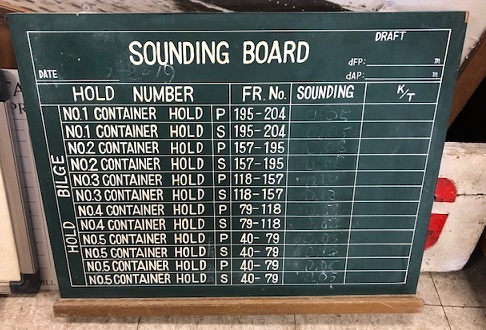 SOUNDING BOARD
DRAFT
dFP: m
dAP: m
DATE
HOLD NUMBER FR. No. SOUNDING K/T
HOLD BILGE
NO.1 CONTAINER HOLD P 195-204
NO.1 CONTAINER HOLD S 195-204
NO.2 CONTAINER HOLD P 157-195
NO.2 CONTAINER HOLD S 157-195
NO.3 CONTAINER HOLD P 118-157
NO.3 CONTAINER HOLD S 118-157
NO.4 CONTAINER HOLD P 79-118
NO.4 CONTAINER HOLD S 79-118
NO.5 CONTAINER HOLD P 40-79
NO.5 CONTAINER HOLD S 40-79
NO.5 CONTAINER HOLD P 40-79
NO.5 CONTAINER HOLD S 40-79